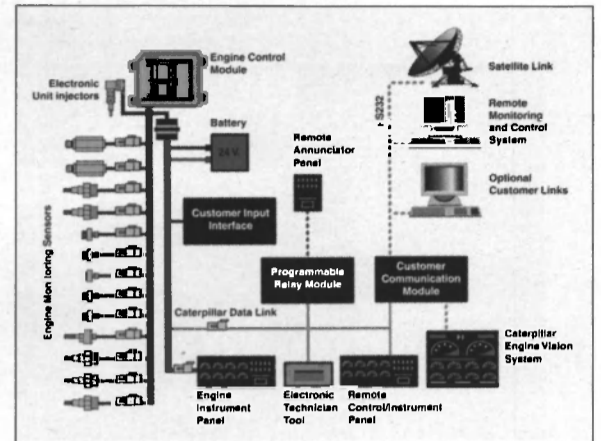 Engine Control
Module
Electronic
Unit injectors
Battery
24 V.
Satellite Link
S232
Remote
Monitoring
and Control
System
Remote
Annunciator
Panel
Optional
Customer Links
Customer Input
Interface
Engine Monitoring Sensors
Programmable
Relay Module
Customer
Communication
Module
Caterpillar Data Link
Caterpillar
Engine Vision
System
Engine
Instrument
Panel
Electronic
Technician
Tool
Remote
Control/Instrument
Panel